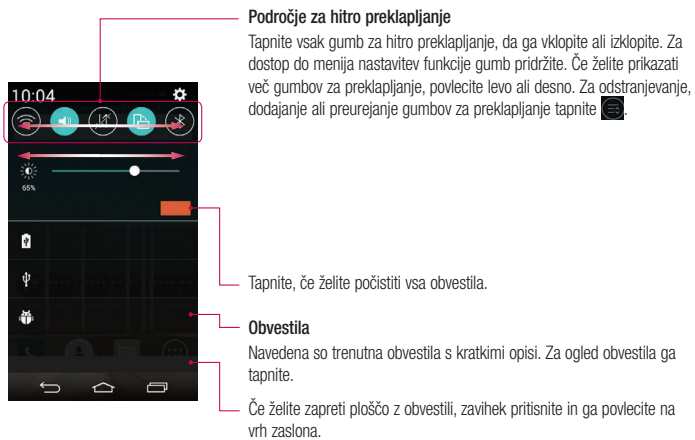 Področje za hitro preklapljanje
Tapnite vsak gumb za hitro preklapljanje, da ga vklopite ali izklopite. Za
dostop do menija nastavitev funkcije gumb pridržite. Če želite prikazati
več gumbov za preklapljanje, povlecite levo ali desno. Za odstranjevanje,
dodajanje ali preurejanje gumbov za preklapljanje tapnite .
10:04
65%
Tapnite, če želite počistiti vsa obvestila.
Obvestila
Navedena so trenutna obvestila s kratkimi opisi. Za ogled obvestila ga
tapnite.
Če želite zapreti ploščo z obvestili, zavihek pritisnite in ga povlecite na
vrh zaslona.